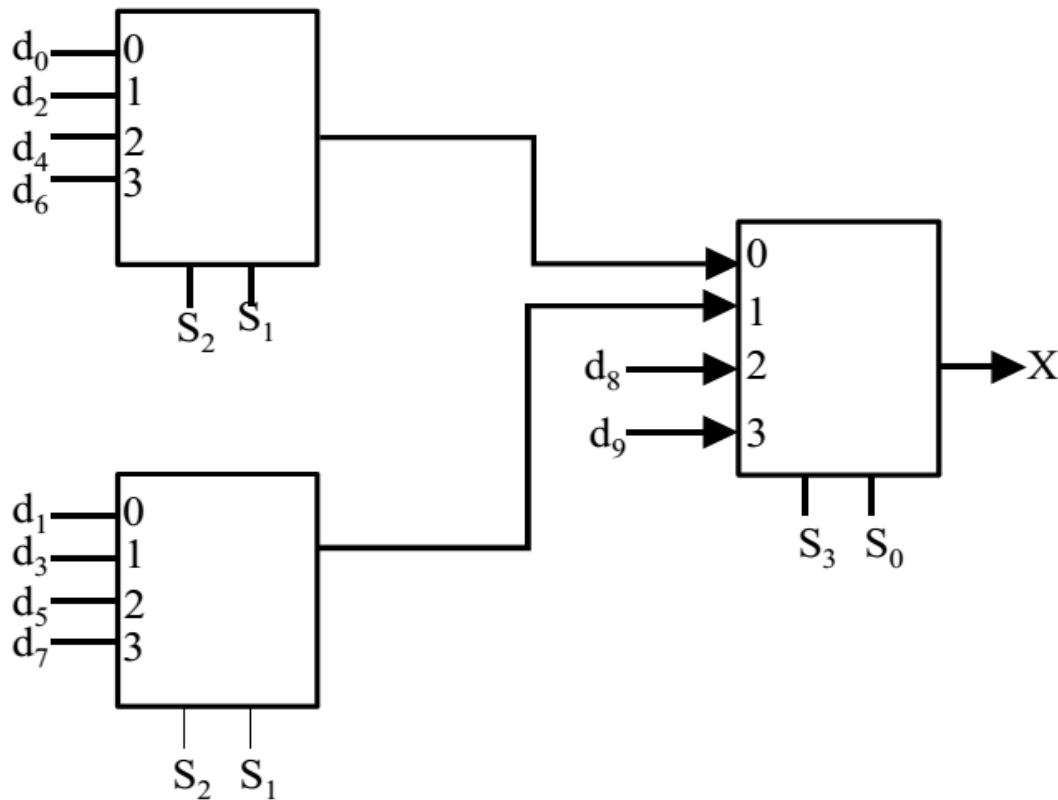 d₀ 0
d₂ 1
d₄ 2
d₆ 3
S₂ S₁
0
1
d₈ 2
d₉ 3
X
S₃ S₀
d₁ 0
d₃ 1
d₅ 2
d₇ 3
S₂ S₁